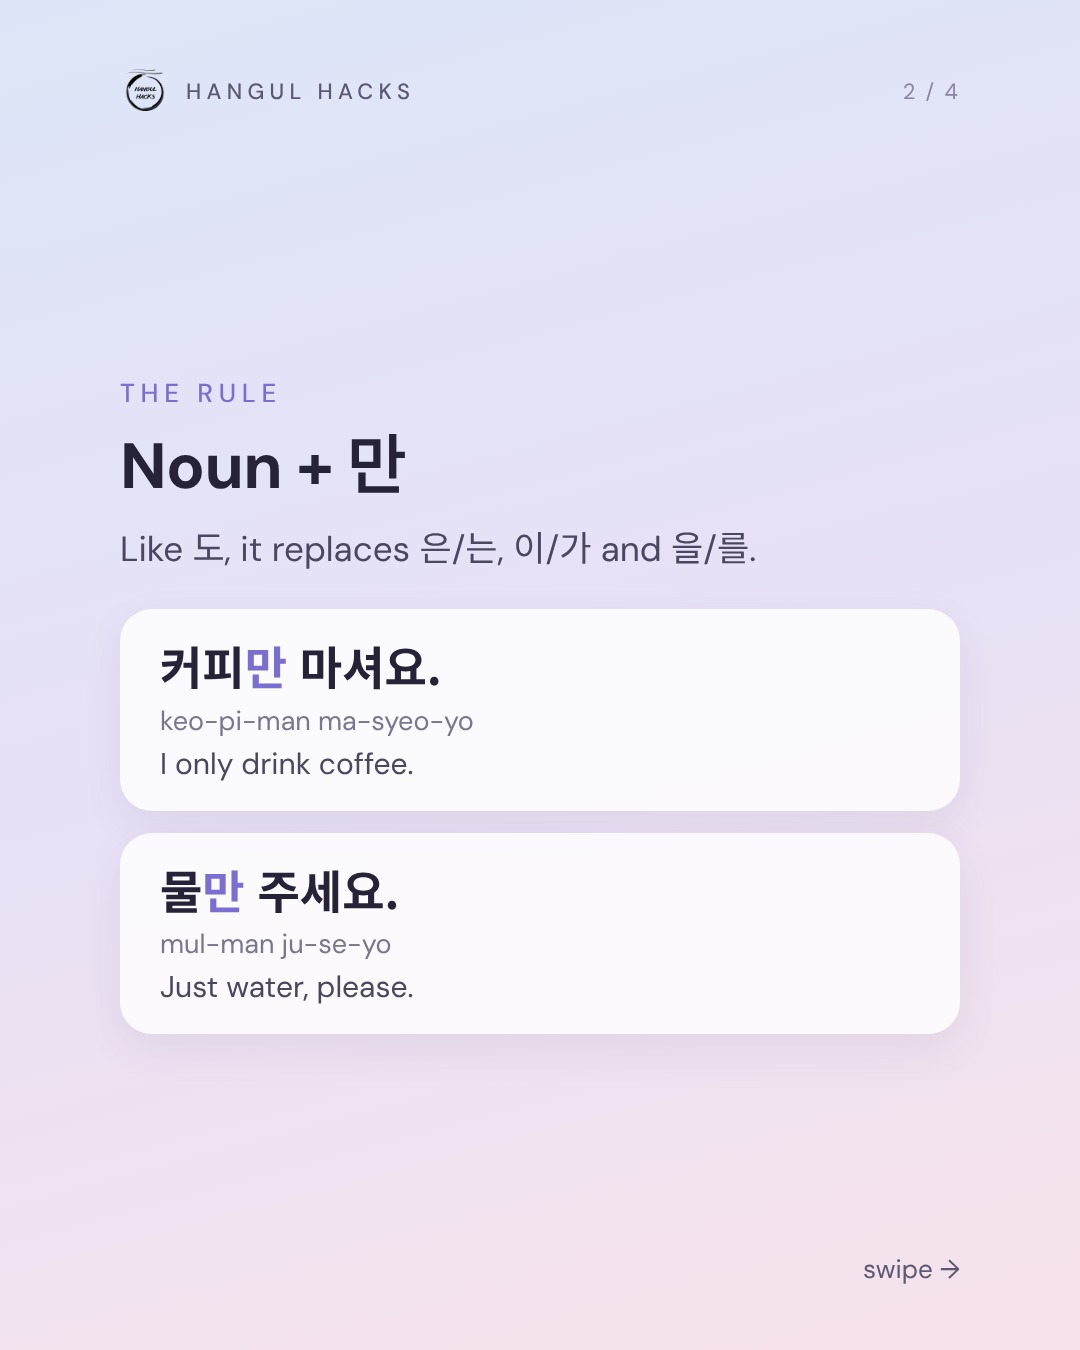 HANGUL HACKS
HANGUL HACKS
2 / 4
THE RULE
Noun + 만
Like 도, it replaces 은/는, 이/가 and 을/를.
커피만 마셔요.
keo-pi-man ma-syeo-yo
I only drink coffee.
물만 주세요.
mul-man ju-se-yo
Just water, please.
swipe →